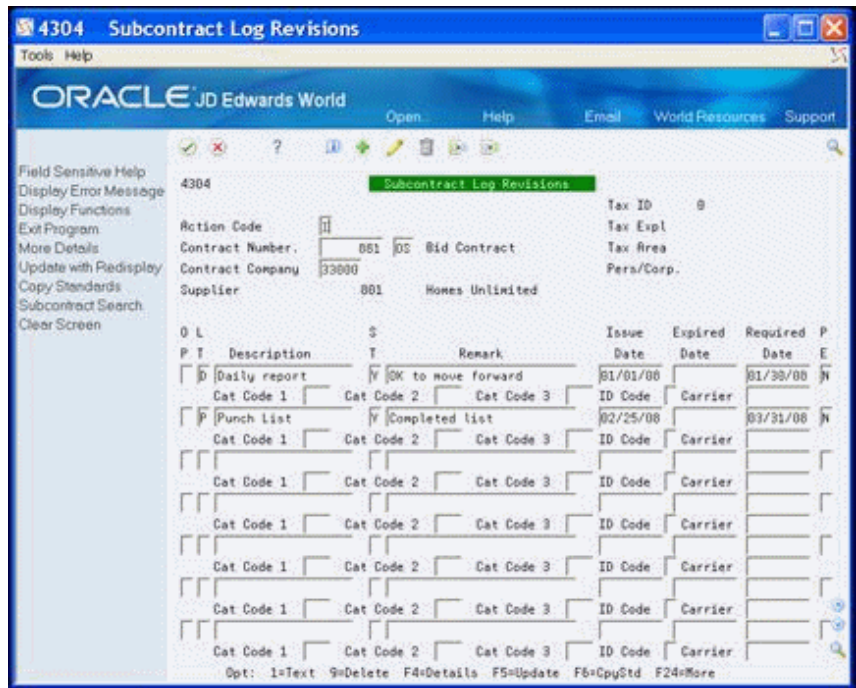 4304 Subcontract Log Revisions
Tools Help
ORACLE JD Edwards World
Open.. Help Email World Resources Support
Field Sensitive Help
Display Error Message
Display Functions
Exit Program
More Details
Update with Redisplay
Copy Standards
Subcontract Search
Clear Screen
4304 Subcontract Log Revisions
Tax ID 0
Action Code I Tax Expl
Contract Number. 801 OS Bid Contract Tax Area
Contract Company 33000 Pers/Corp.
Supplier 801 Homes Unlimited
O L S Issue Expired Required P
P T Description T Remark Date Date Date E
D Daily report Y OK to move forward 01/01/08 01/30/08 N
Cat Code 1 Cat Code 2 Cat Code 3 ID Code Carrier
P Punch List Y Completed list 02/25/08 03/31/08 N
Cat Code 1 Cat Code 2 Cat Code 3 ID Code Carrier
Cat Code 1 Cat Code 2 Cat Code 3 ID Code Carrier
Cat Code 1 Cat Code 2 Cat Code 3 ID Code Carrier
Cat Code 1 Cat Code 2 Cat Code 3 ID Code Carrier
Cat Code 1 Cat Code 2 Cat Code 3 ID Code Carrier
Cat Code 1 Cat Code 2 Cat Code 3 ID Code Carrier
Opt: 1=Text 9=Delete F4=Details F5=Update F6=CpyStd F24=More